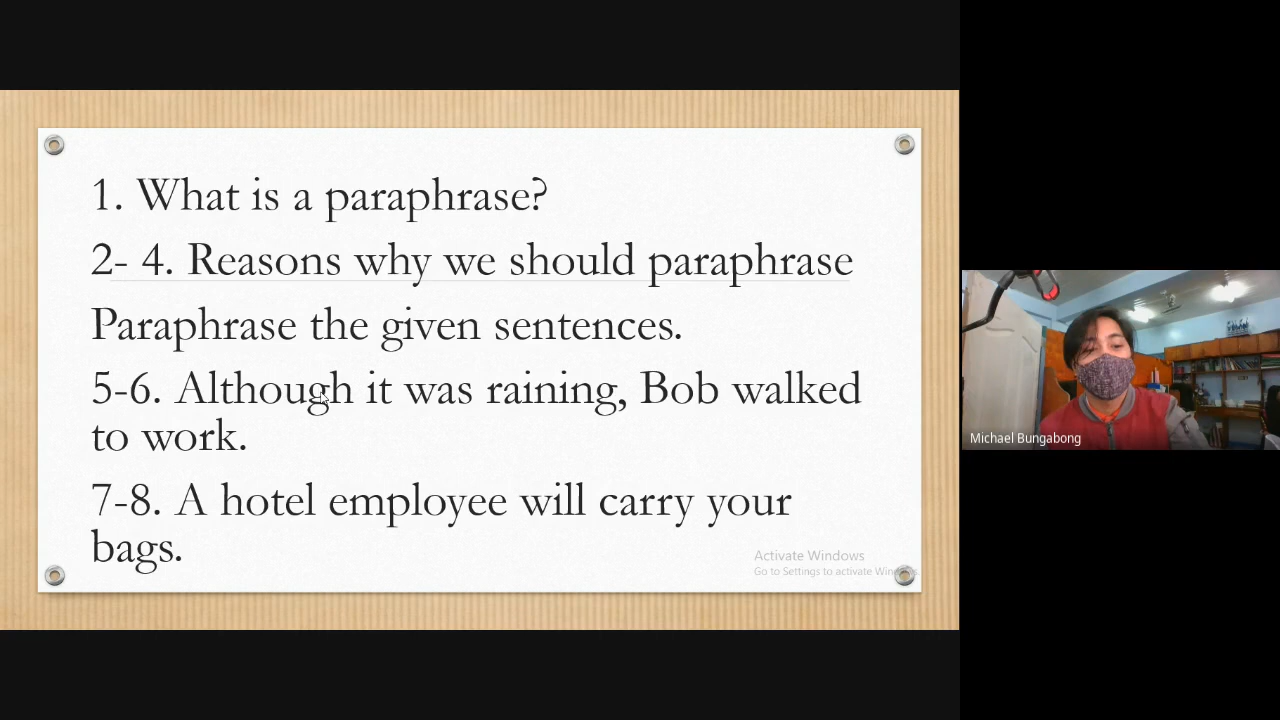 1. What is a paraphrase?
2- 4. Reasons why we should paraphrase
Paraphrase the given sentences.
5-6. Although it was raining, Bob walked
to work.
7-8. A hotel employee will carry your
bags.
Activate Windows
Go to Settings to activate Windows.
Michael Bungabong